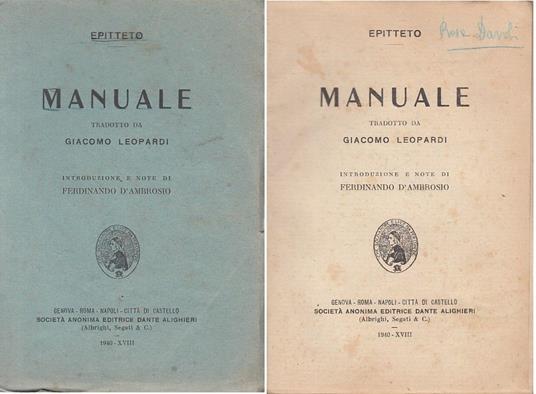 EPITTETO
MANUALE
TRADOTTO DA
GIACOMO LEOPARDI
INTRODUZIONE E NOTE DI
FERDINANDO D'AMBROSIO
GENOVA - ROMA - NAPOLI - CITTÀ DI CASTELLO
SOCIETÀ ANONIMA EDITRICE DANTE ALIGHIERI
(Albrighi, Segati & C.)
1940 - XVIII
Rose
EPITTETO
MANUALE
TRADOTTO DA
GIACOMO LEOPARDI
INTRODUZIONE E NOTE DI
FERDINANDO D'AMBROSIO
GENOVA - ROMA - NAPOLI - CITTÀ DI CASTELLO
SOCIETÀ ANONIMA EDITRICE DANTE ALIGHIERI
(Albrighi, Segati & C.)
1940 - XVIII